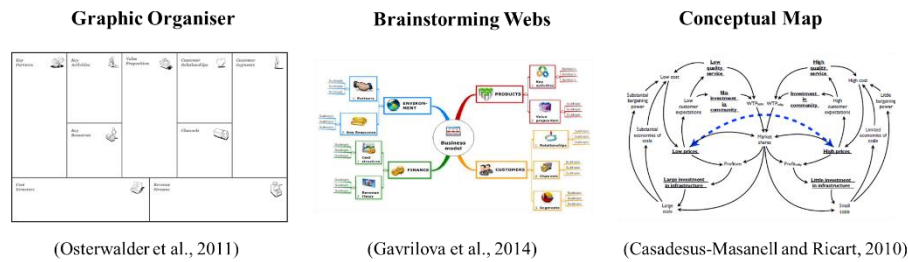 Graphic Organiser
Brainstorming Webs
Conceptual Map
Key
Partners
Key
Activities
Value
Proposition
Customer
Relationships
Customer
Segments
Key
Resources
Channels
Cost
Structure
Revenue
Streams
Partners
ENVIRON-
MENT
Key Resources
Cost
structure
FINANCE
Revenue
flows
Business
model
PRODUCTS
Key
activities
Value
proposition
CUSTOMERS
Relationships
Channels
Segments
Low
quality
service
High
quality
service
Low cost
High cost
Substantial
bargaining
power
Little
bargaining
power
No investment
in
community
Investment
in
community
Low
customer
expectations
High
customer
expectations
Substantial
economies of
scale
Limited
economies of
scale
Market
shares
Low prices
High prices
Large investment
in infrastructure
Little investment
in infrastructure
Large
scale
Small
scale
(Osterwalder et al., 2011)
(Gavrilova et al., 2014)
(Casadesus-Masanell and Ricart, 2010)